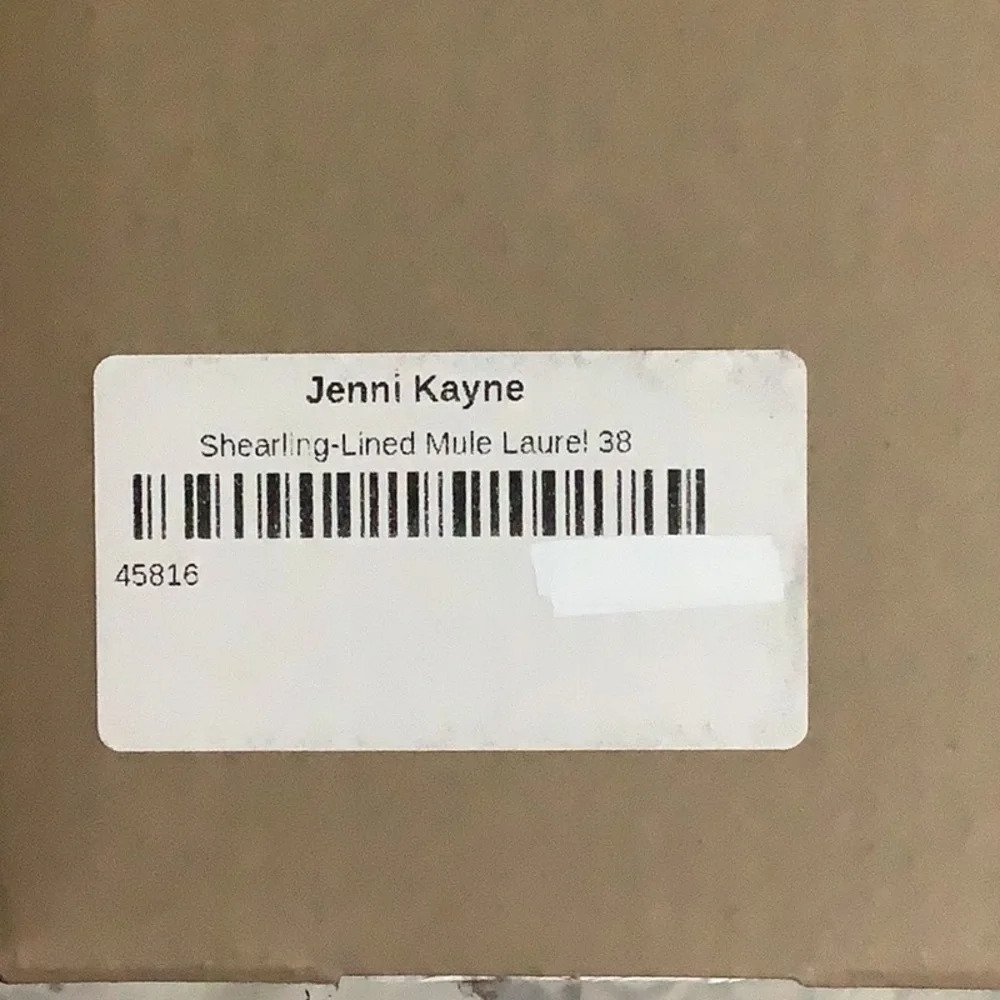 Jenni Kayne
Shearling-Lined Mule Laurel 38
45816